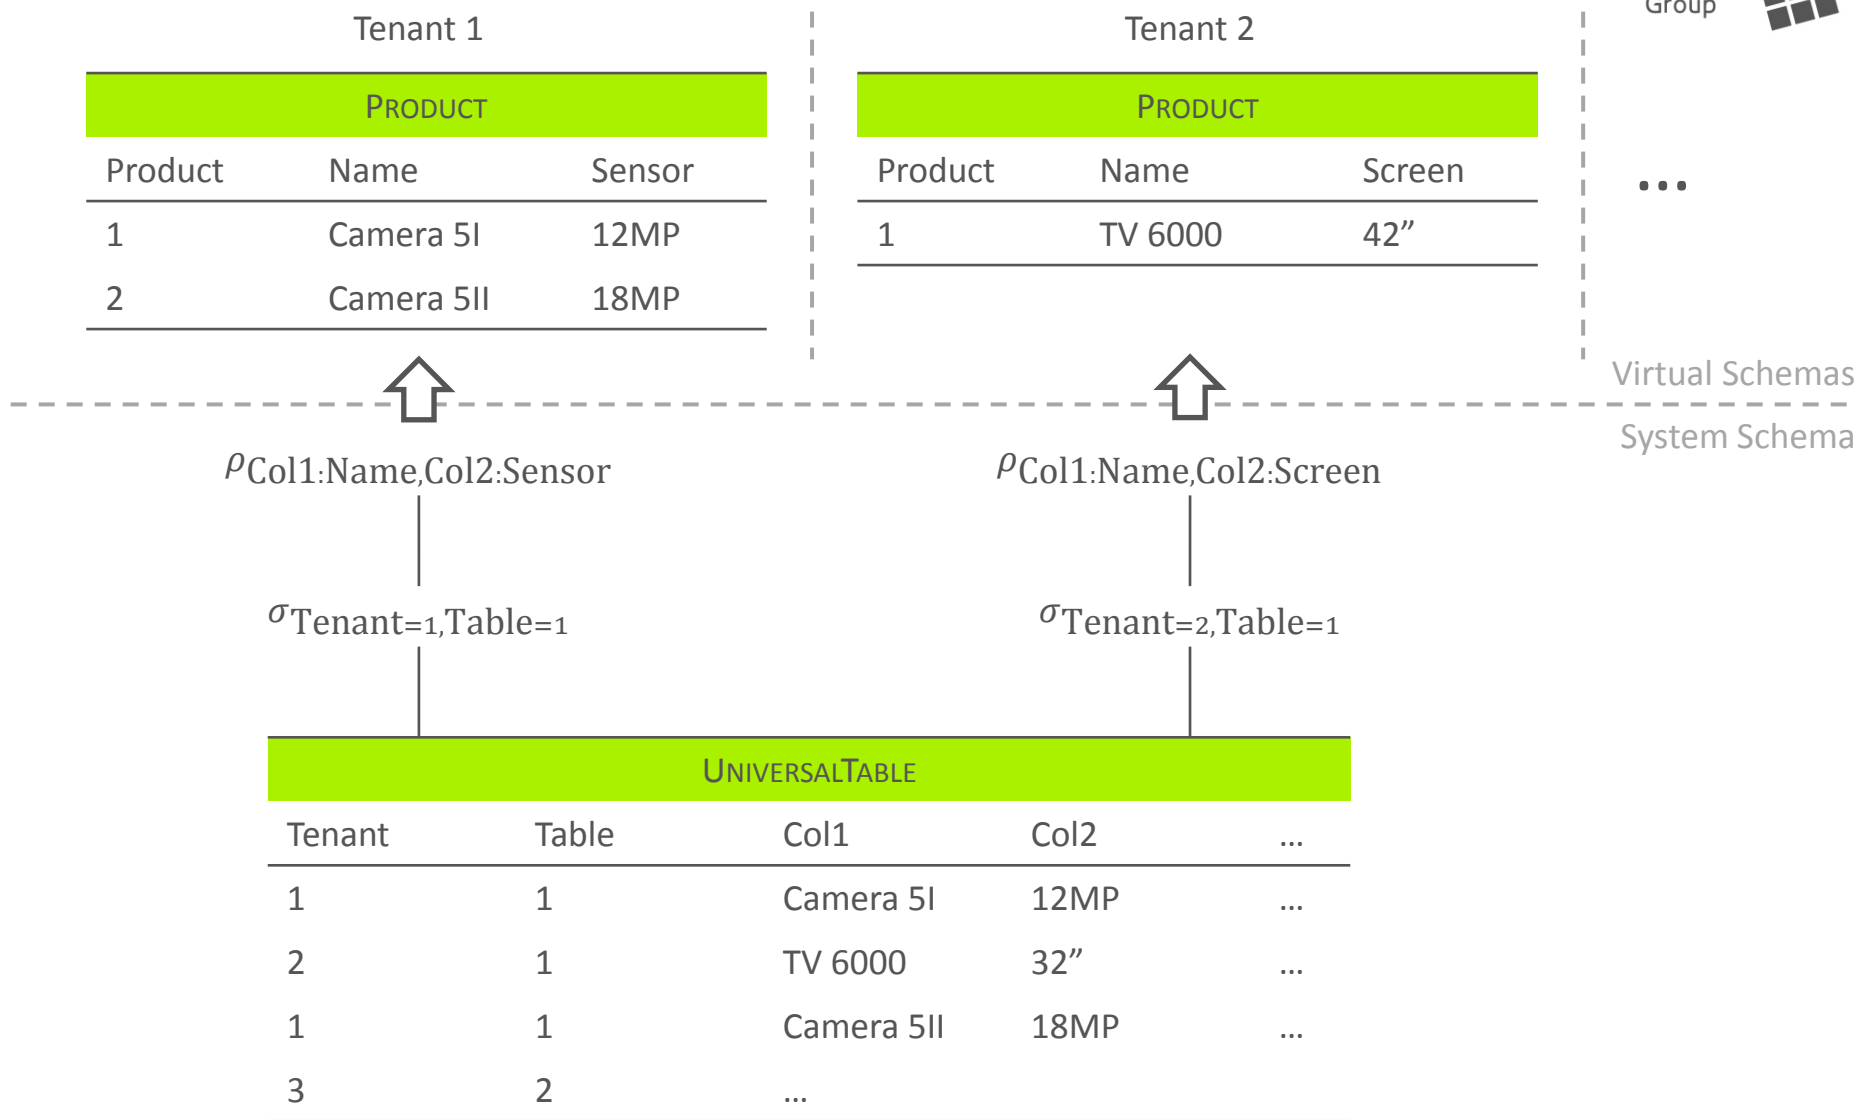 Group
Tenant 1
Tenant 2
PRODUCT
PRODUCT
Product Name Sensor
Product Name Screen
...
1 Camera 5I 12MP
1 TV 6000 42”
2 Camera 5II 18MP
Virtual Schemas
System Schema
ρCol1:Name,Col2:Sensor
ρCol1:Name,Col2:Screen
σTenant=1,Table=1
σTenant=2,Table=1
UNIVERSALTABLE
Tenant Table Col1 Col2 ...
1 1 Camera 5I 12MP ...
2 1 TV 6000 32” ...
1 1 Camera 5II 18MP ...
3 2 ...